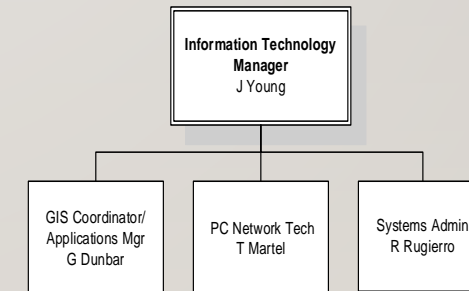 Information Technology
Manager
J Young
GIS Coordinator/
Applications Mgr
G Dunbar
PC Network Tech
T Martel
Systems Admin
R Rugierro